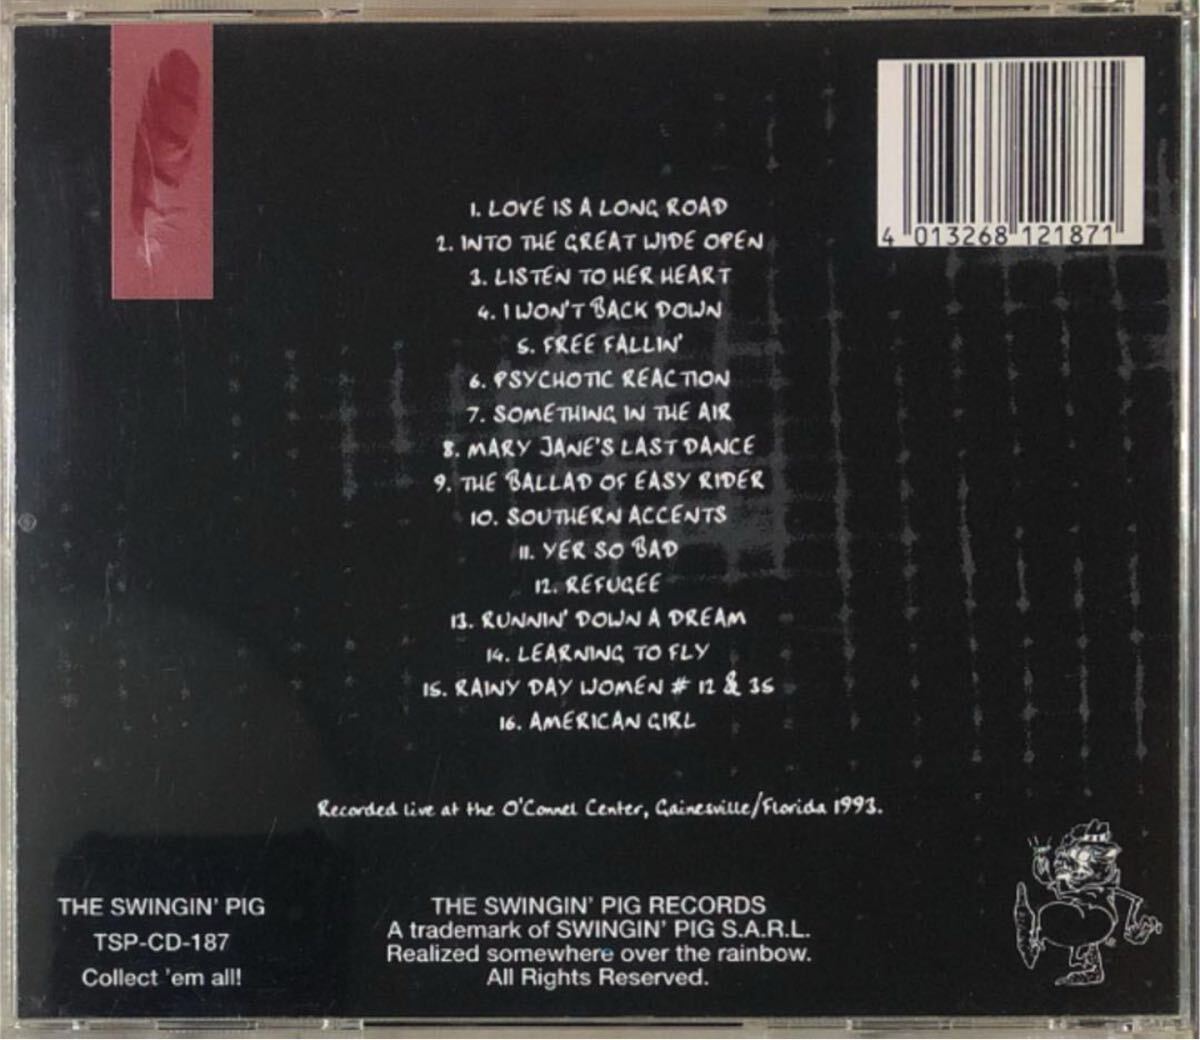 4 013268 121871
1. LOVE IS A LONG ROAD
2. INTO THE GREAT WIDE OPEN
3. LISTEN TO HER HEART
4. I WON'T BACK DOWN
5. FREE FALLIN'
6. PSYCHOTIC REACTION
7. SOMETHING IN THE AIR
8. MARY JANE'S LAST DANCE
9. THE BALLAD OF EASY RIDER
10. SOUTHERN ACCENTS
11. YER SO BAD
12. REFUGEE
13. RUNNIN' DOWN A DREAM
14. LEARNING TO FLY
15. RAINY DAY WOMEN # 12 & 35
16. AMERICAN GIRL
Recorded live at the O'Connel Center, Gainesville/Florida 1993.
THE SWINGIN' PIG
TSP-CD-187
Collect 'em all!
THE SWINGIN' PIG RECORDS
A trademark of SWINGIN' PIG S.A.R.L.
Realized somewhere over the rainbow.
All Rights Reserved.